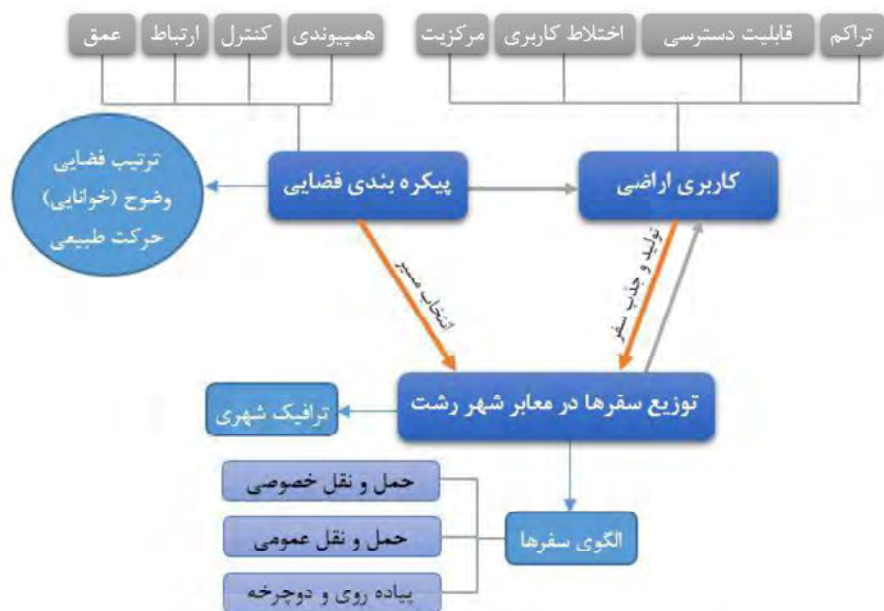 تراکم
قابلیت دسترسی
اختلاط کاربری
مرکزیت
همپیوندی
کنترل
ارتباط
عمق
کاربری اراضی
پیکره بندی فضایی
ترتیب فضایی
وضوح (خوانایی)
حرکت طبیعی
تولید و جذب سفر
انتخاب مسیر
توزیع سفرها در معابر شهر رشت
ترافیک شهری
الگوی سفرها
حمل و نقل خصوصی
حمل و نقل عمومی
پیاده روی و دوچرخه